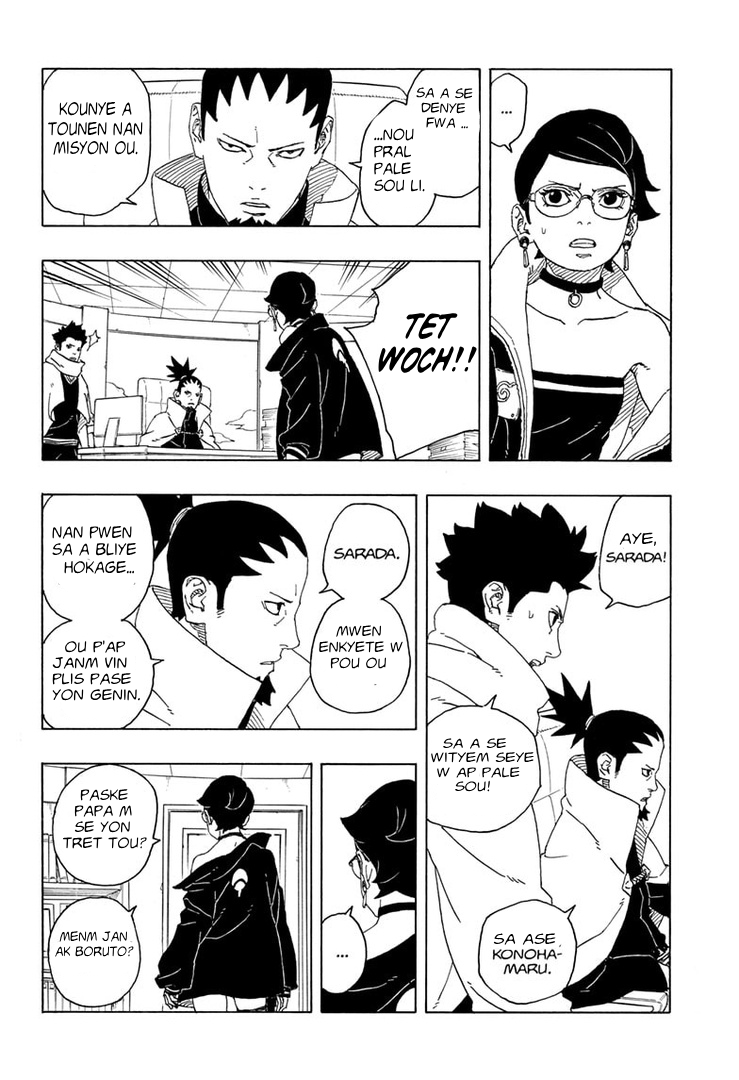 ...
SA A SE
DENYE
FWA ...
...NOU
PRAL
PALE
SOU LI.
KOUNYE A
TOUNEN NAN
MISYON OU.
TET
WOCH!!
AYE,
SARADA!
SA A SE
WITYEM SEYE
W AP PALE
SOU!
SA ASE
KONOHA-
MARU.
SARADA.
MWEN
ENKYETE W
POU OU
NAN PWEN
SA A BLIYE
HOKAGE...
OU P'AP
JANM VIN
PLIS PASE
YON GENIN.
...
PASKE
PAPA M
SE YON
TRET TOU?
MENM JAN
AK BORUTO?